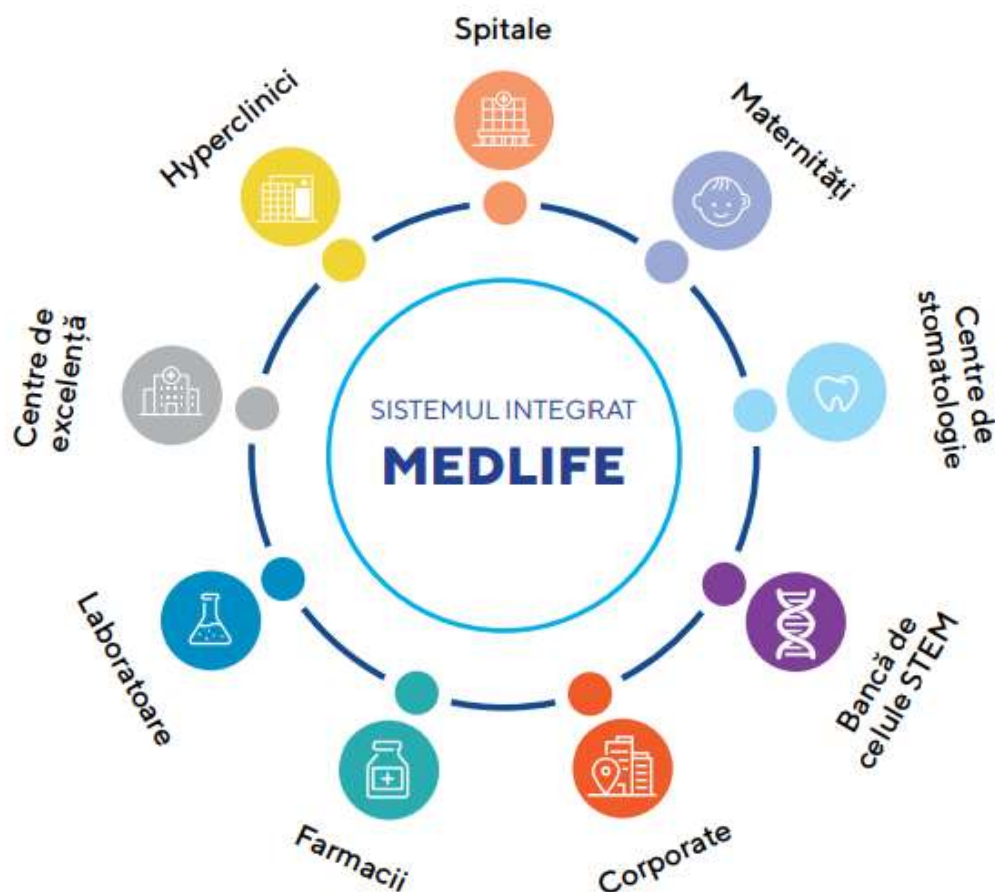 Spitale
Maternități
Centre de
stomatologie
Bancă de
celule STEM
Corporate
Farmacii
Laboratoare
Centre de
excelență
Hyperclinici
SISTEMUL INTEGRAT
MEDLIFE